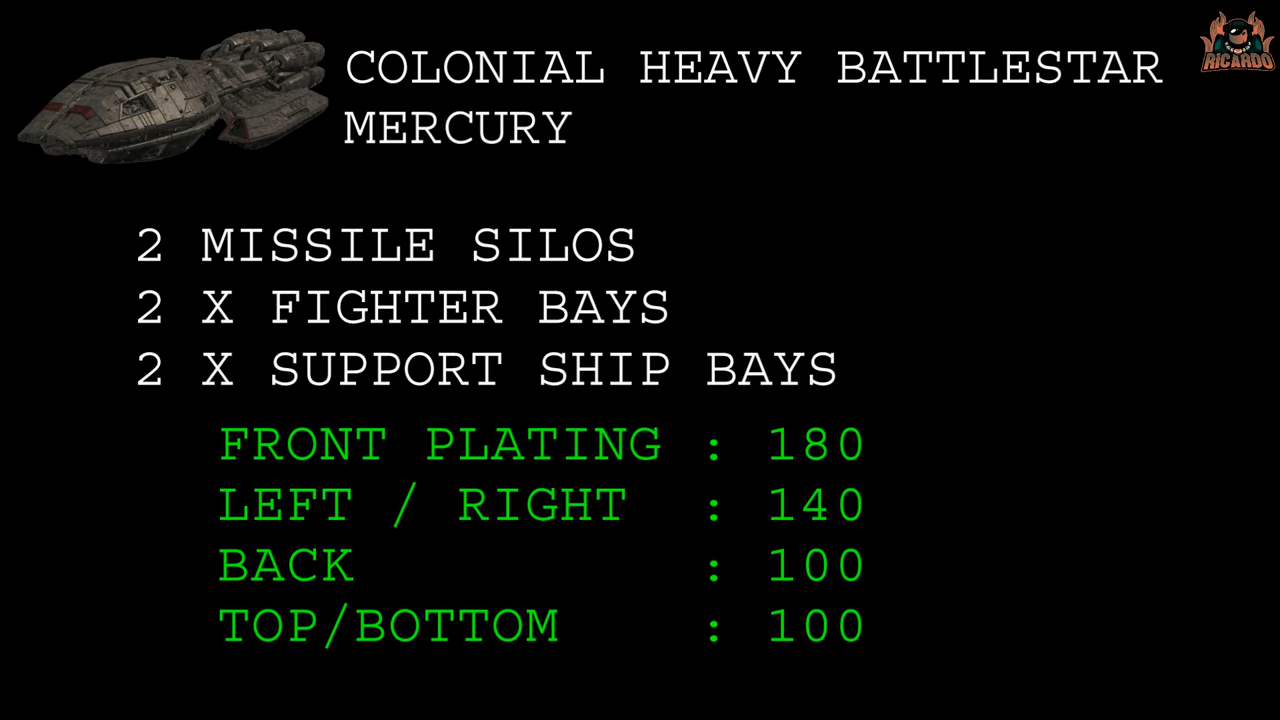 COLONIAL HEAVY BATTLESTAR
MERCURY
RICARDO
2 MISSILE SILOS
2 X FIGHTER BAYS
2 X SUPPORT SHIP BAYS
FRONT PLATING : 180
LEFT / RIGHT : 140
BACK : 100
TOP/BOTTOM : 100